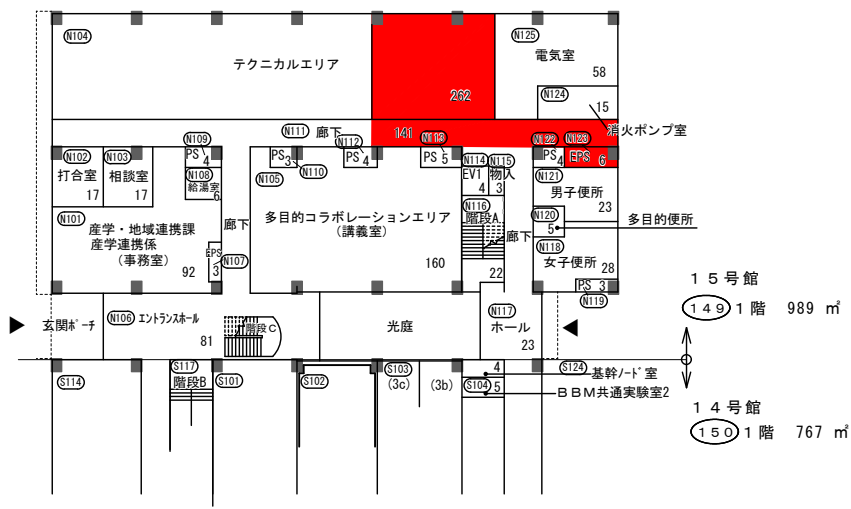 N104
テクニカルエリア
262
N125
電気室
58
N124
15
消火ポンプ室
N111
廊下
141
N109
PS
4
N112
PS
4
N113
PS
5
N122
PS
4
N123
EPS
6
N102
打合室
17
N103
相談室
17
N108
給湯室
6
N105
PS
3
N110
多目的コラボレーションエリア
(講義室)
160
N114
EV1
4
N115
物入
3
N116
階段A
廊下
22
N121
男子便所
23
N120
5
多目的便所
N118
女子便所
28
PS
3
N119
N101
産学・地域連携課
産学連携係
(事務室)
92
EPS
3
N107
廊下
玄関ポーチ
N106
エントランスホール
81
階段C
光庭
N117
ホール
23
15号館
149
1階
989 ㎡
S114
S117
階段B
S101
S102
S103
(3c)
(3b)
S104
4
5
S124
基幹ノード室
BBM共通実験室2
14号館
150
1階
767 ㎡